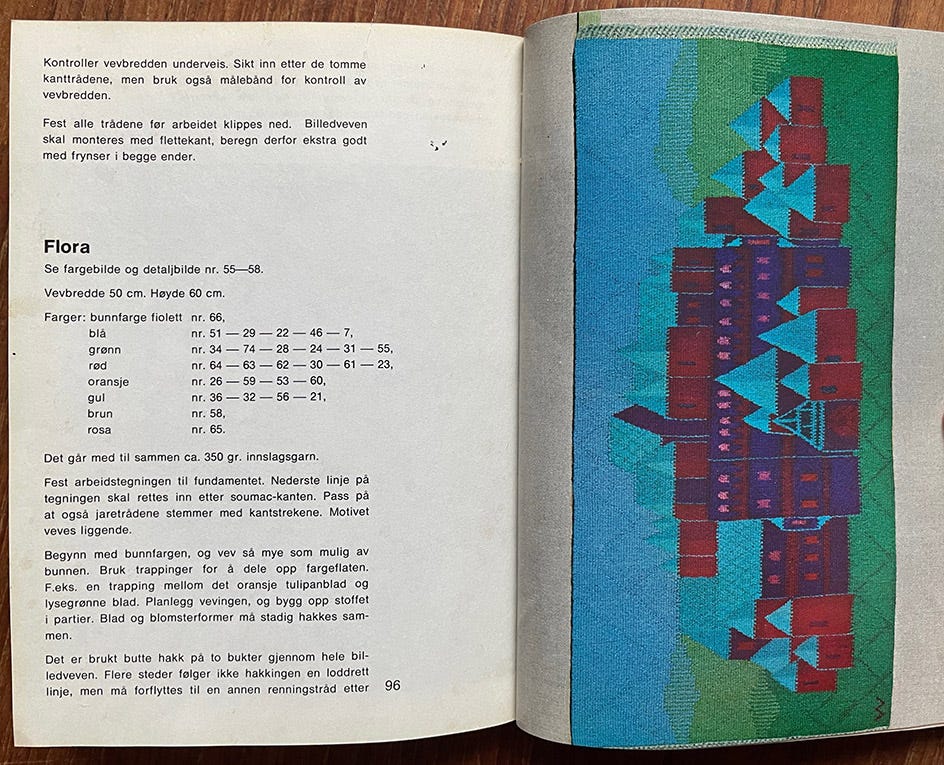 Kontroller vevbredden underveis. Sikt inn etter de tomme
kanttrådene, men bruk også målebånd for kontroll av
vevbredden.
Fest alle trådene før arbeidet klippes ned. Billedveven
skal monteres med flettekant, beregn derfor ekstra godt
med frynser i begge ender.
Flora
Se fargebilde og detaljbilde nr. 55—58.
Vevbredde 50 cm. Høyde 60 cm.
Farger: bunnfarge fiolett nr. 66,
blå nr. 51 — 29 — 22 — 46 — 7,
grønn nr. 34 — 74 — 28 — 24 — 31 — 55,
rød nr. 64 — 63 — 62 — 30 — 61 — 23,
oransje nr. 26 — 59 — 53 — 60,
gul nr. 36 — 32 — 56 — 21,
brun nr. 58,
rosa nr. 65.
Det går med til sammen ca. 350 gr. innslagsgarn.
Fest arbeidstegningen til fundamentet. Nederste linje på
tegningen skal rettes inn etter soumac-kanten. Pass på
at også jaretrådene stemmer med kantstrekene. Motivet
veves liggende.
Begynn med bunnfargen, og vev så mye som mulig av
bunnen. Bruk trappinger for å dele opp fargeflaten.
F.eks. en trapping mellom det oransje tulipanblad og
lysegrønne blad. Planlegg vevingen, og bygg opp stoffet
i partier. Blad og blomsterformer må stadig hakkes sam-
men.
Det er brukt butte hakk på to bukter gjennom hele bil-
ledveven. Flere steder følger ikke hakkingen en loddrett
linje, men må forflyttes til en annen renningstråd etter
96